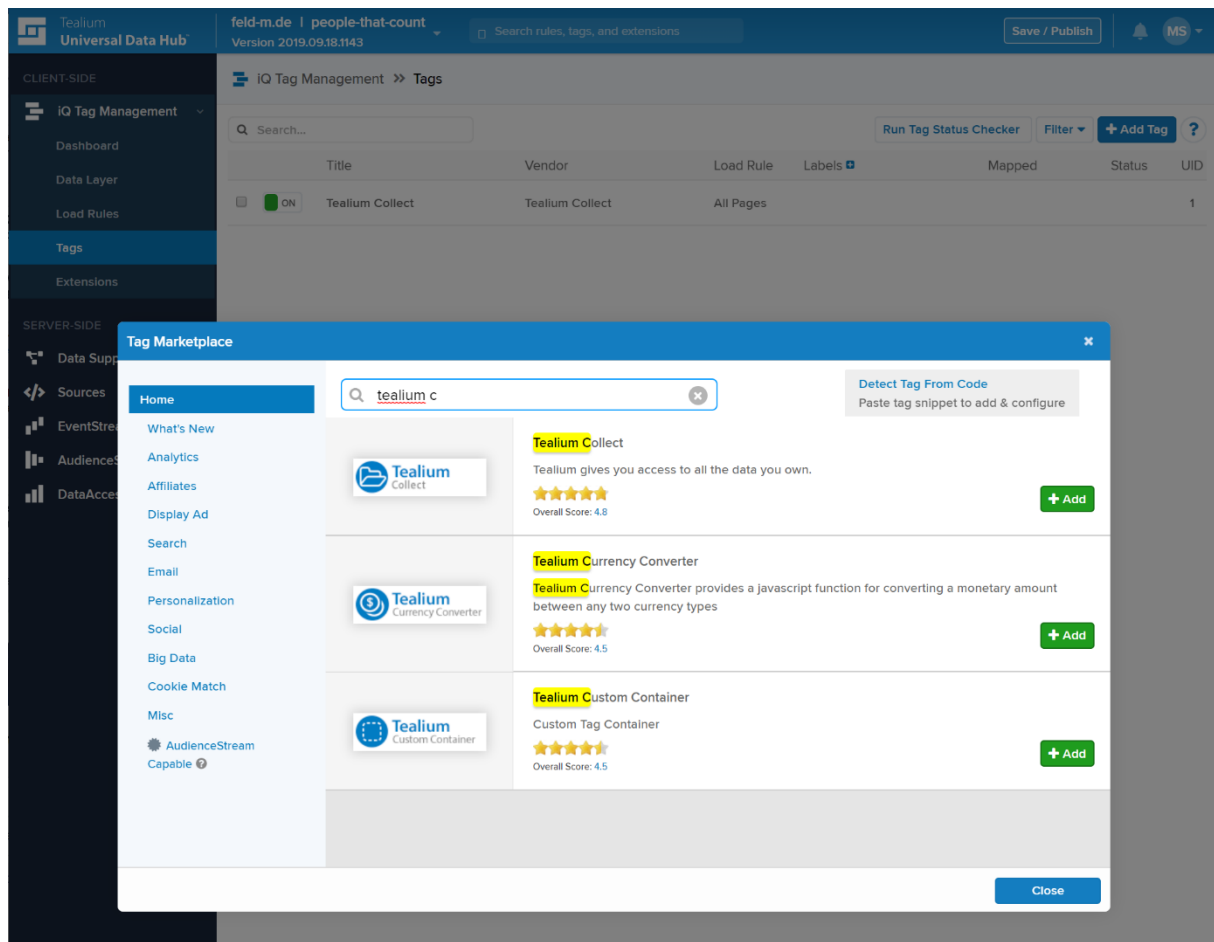 Tealium
Universal Data Hub
feld-m.de | people-that-count
Version 2019.09.18.1143
Search rules, tags, and extensions
Save / Publish
MS
CLIENT-SIDE
iQ Tag Management
Dashboard
Data Layer
Load Rules
Tags
Extensions
SERVER-SIDE
Data Supp
Sources
EventStre
AudienceS
DataAcces
iQ Tag Management >> Tags
Search...
Run Tag Status Checker
Filter
+ Add Tag
?
Title Vendor Load Rule Labels Mapped Status UID
ON Tealium Collect Tealium Collect All Pages 1
Tag Marketplace
Home
What's New
Analytics
Affiliates
Display Ad
Search
Email
Personalization
Social
Big Data
Cookie Match
Misc
AudienceStream
Capable ?
tealium c
Detect Tag From Code
Paste tag snippet to add & configure
Tealium
Collect
Tealium Collect
Tealium gives you access to all the data you own.
Overall Score: 4.8
+ Add
Tealium
Currency Converter
Tealium Currency Converter
Tealium Currency Converter provides a javascript function for converting a monetary amount
between any two currency types
Overall Score: 4.5
+ Add
Tealium
Custom Container
Tealium Custom Container
Custom Tag Container
Overall Score: 4.5
+ Add
Close